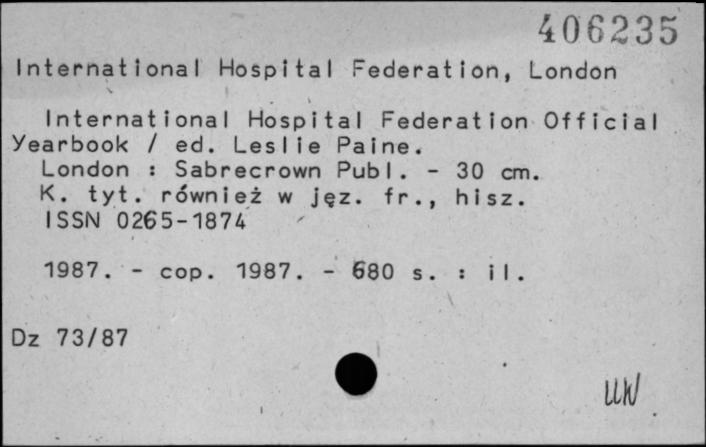 406235
International Hospital Federation, London
International Hospital Federation Official
Yearbook / ed. Leslie Paine.
London : Sabrecrown Publ. - 30 cm.
K. tyt. również w jęz. fr., hisz.
ISSN 0265-1874
1987. - cop. 1987. - 680 s. : il.
Dz 73/87
UW